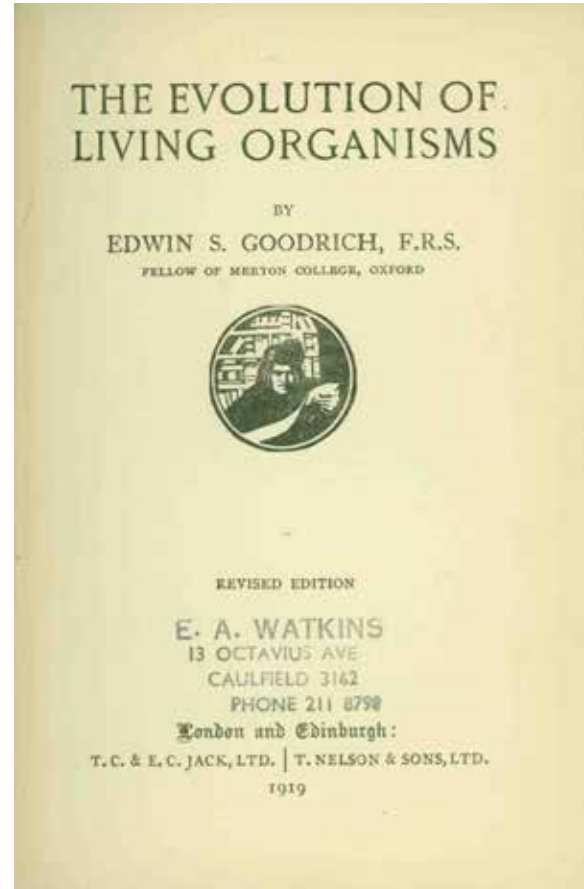 THE EVOLUTION OF
LIVING ORGANISMS
BY
EDWIN S. GOODRICH, F.R.S.
FELLOW OF MERTON COLLEGE, OXFORD
REVISED EDITION
E. A. WATKINS
13 OCTAVIUS AVE
CAULFIELD 3162
PHONE 211 8798
London and Edinburgh:
T. C. & E. C. JACK, LTD. | T. NELSON & SONS, LTD.
1919